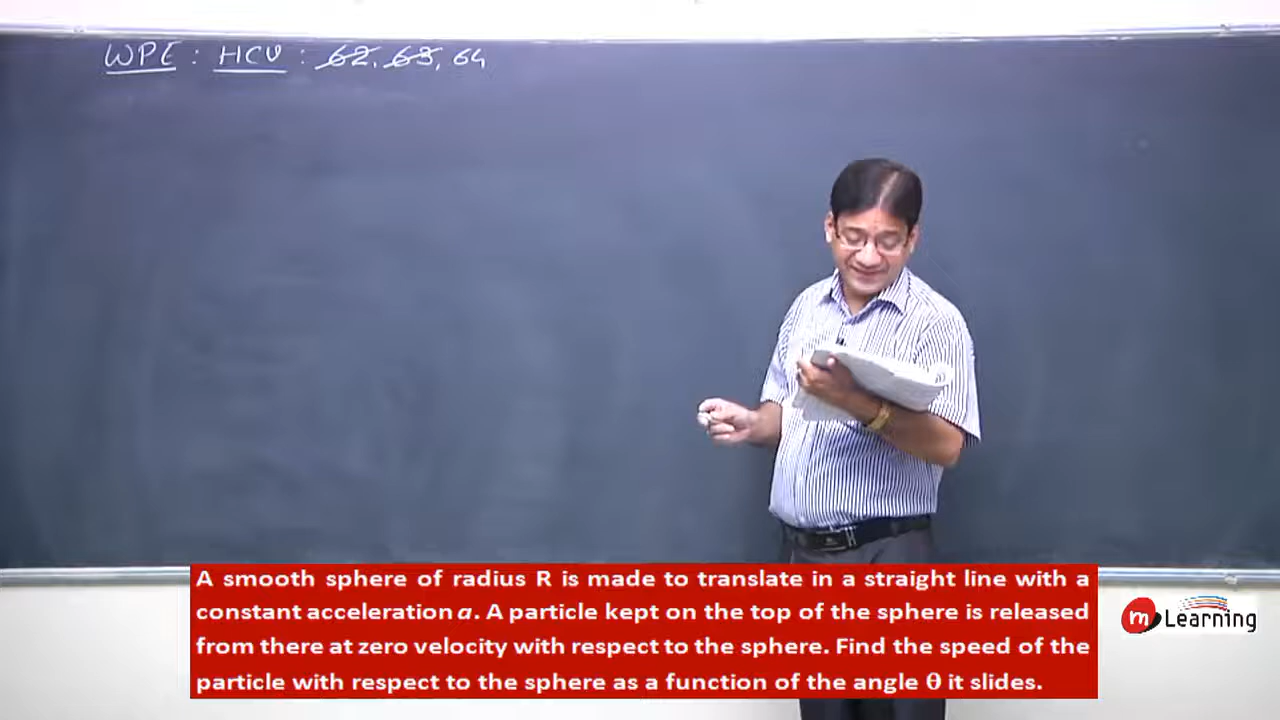 WPE : HCV : 62, 63, 64
A smooth sphere of radius R is made to translate in a straight line with a
constant acceleration a. A particle kept on the top of the sphere is released
from there at zero velocity with respect to the sphere. Find the speed of the
particle with respect to the sphere as a function of the angle θ it slides.
m Learning